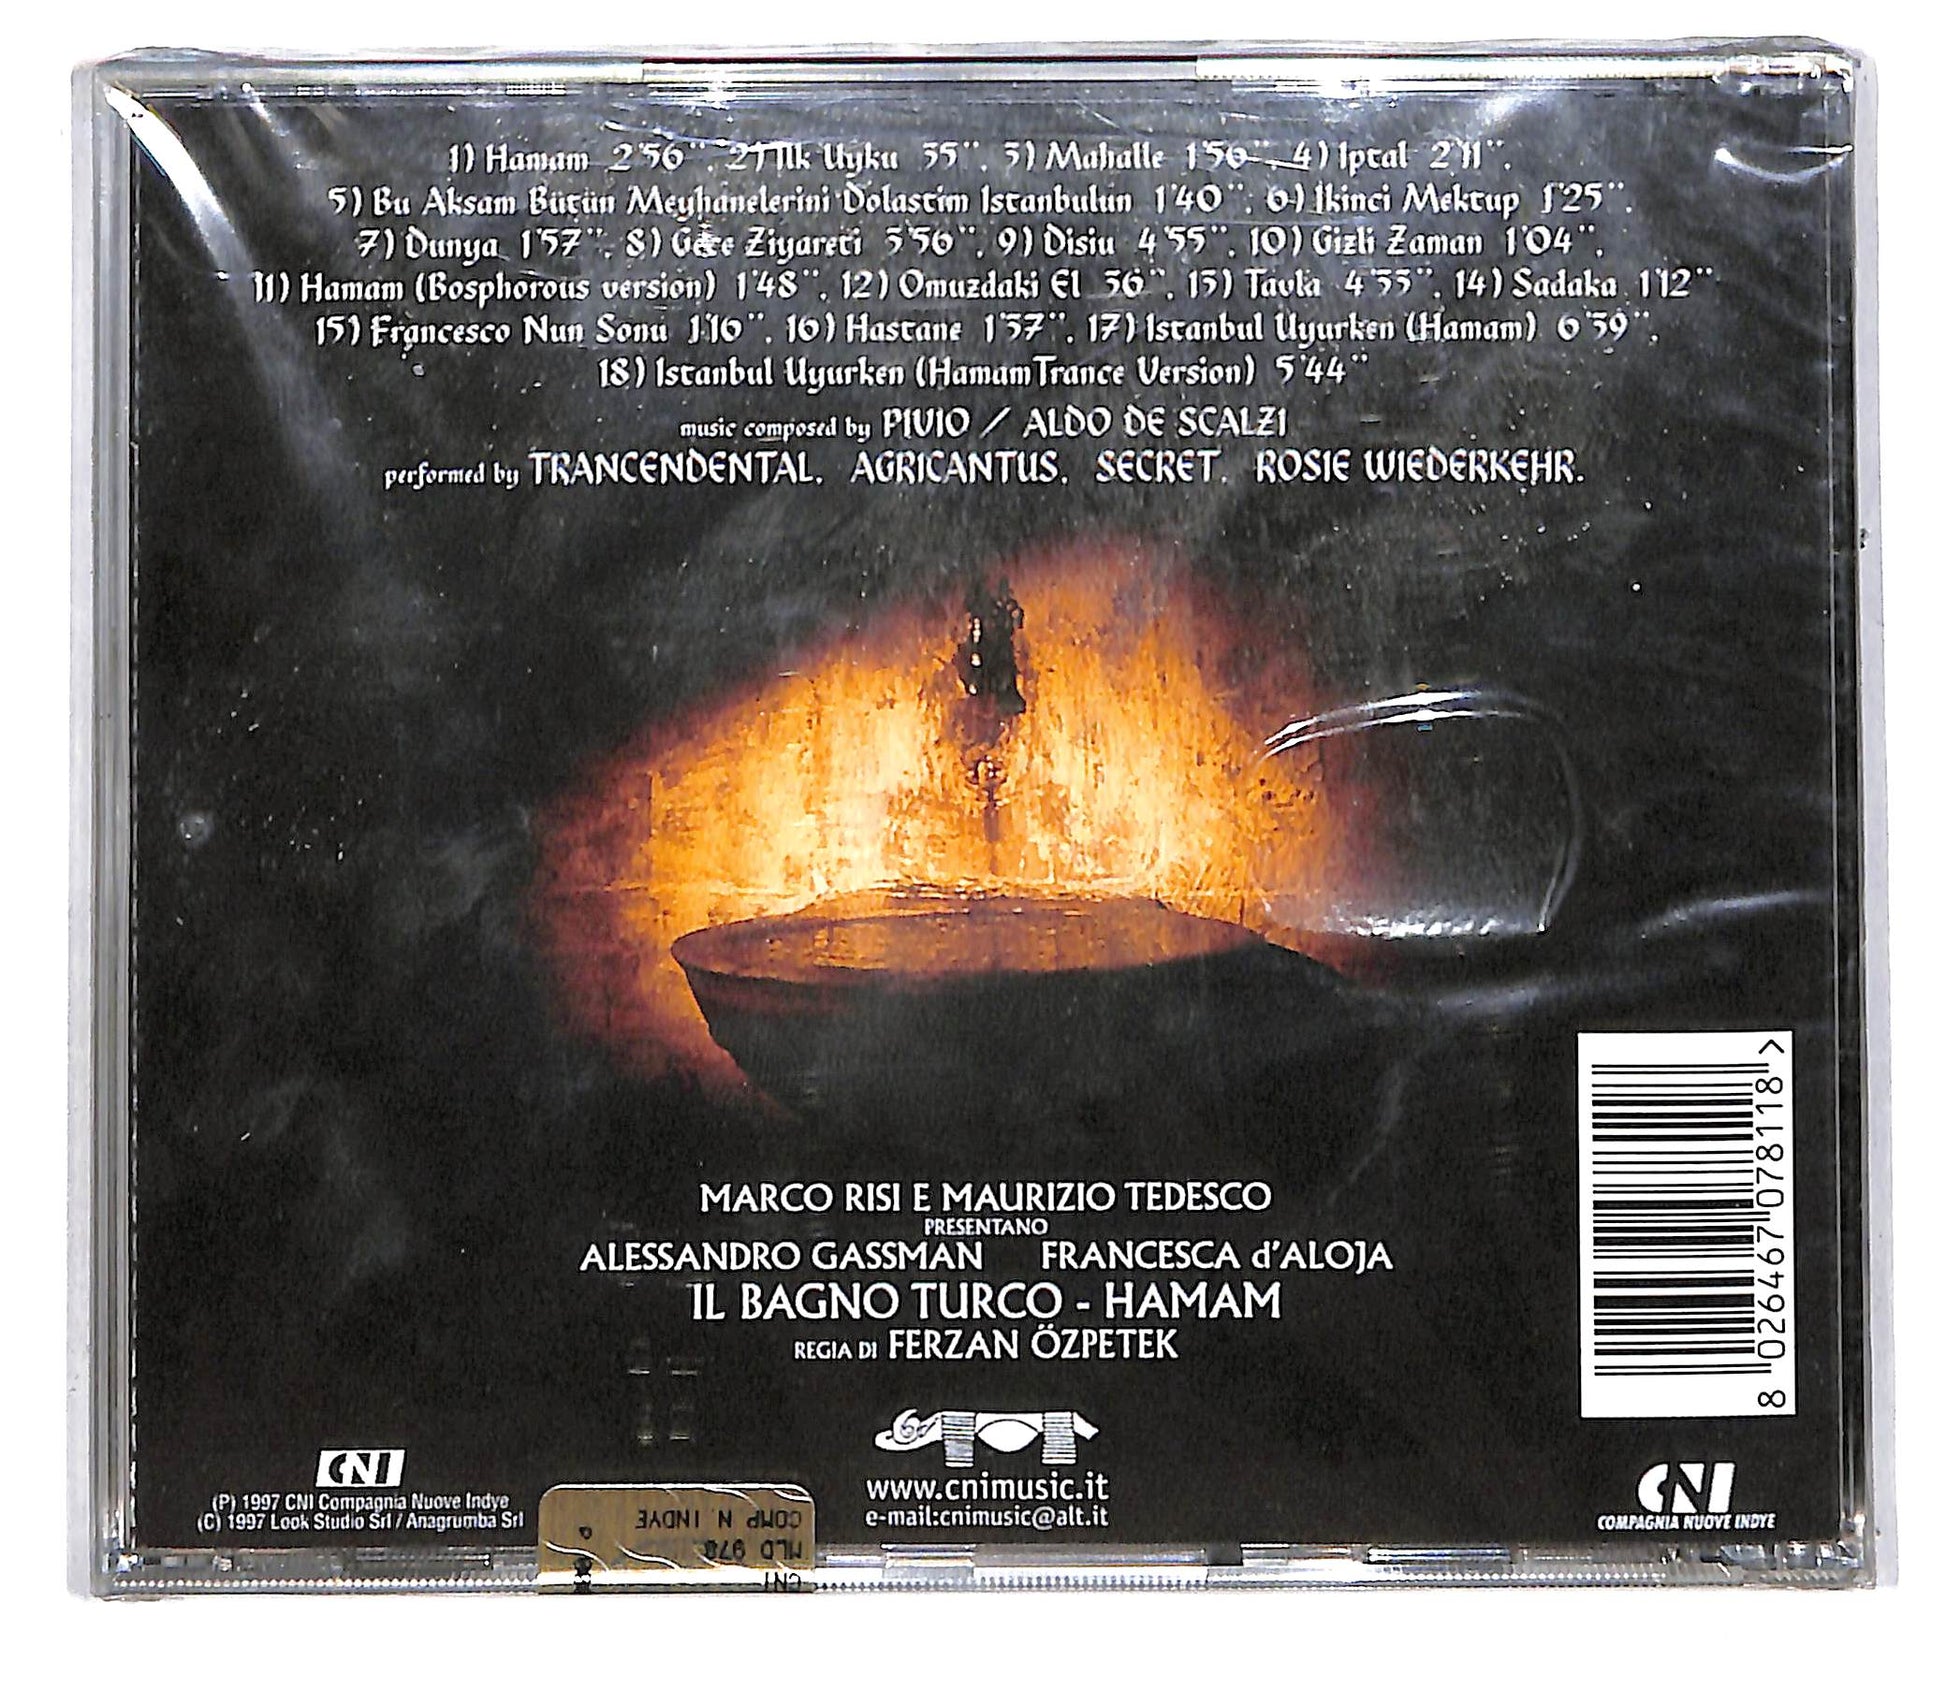 1) Hamam 2'56'', 2) Ilk Uyku 35'', 3) Mahalle 1'56'', 4) Iptal 2'11'',
5) Bu Aksam Bütün Meyhanelerini Dolastim Istanbulun 1'40'', 6) Ikinci Mektup 1'25'',
7) Dunya 1'37'', 8) Gece Ziyareti 3'36'', 9) Disiu 4'35'', 10) Gizli Zaman 1'04'',
11) Hamam (Bosphorous version) 1'48'', 12) Omuzdaki El 36'', 13) Tavla 4'33'', 14) Sadaka 1'12''
15) Francesco Nun Sonu 1'16'', 16) Hastane 1'37'', 17) Istanbul Uyurken (Hamam) 6'39'',
18) Istanbul Uyurken (HamamTrance Version) 5'44''
music composed by PIVIO / ALDO DE SCALZI
performed by TRANCENDENTAL, AGRICANTUS, SECRET, ROSIE WIEDERKEHR.
MARCO RISI E MAURIZIO TEDESCO
PRESENTANO
ALESSANDRO GASSMAN FRANCESCA d'ALOJA
IL BAGNO TURCO - HAMAM
REGIA DI FERZAN ÖZPETEK
8 026467 078118 >
CNI
(P) 1997 CNI Compagnia Nuove Indye
(C) 1997 Look Studio Srl / Anagrumba Srl
COMP N. INDYE
MLD 970
CNI
www.cnimusic.it
e-mail:cnimusic@alt.it
CNI
COMPAGNIA NUOVE INDYE